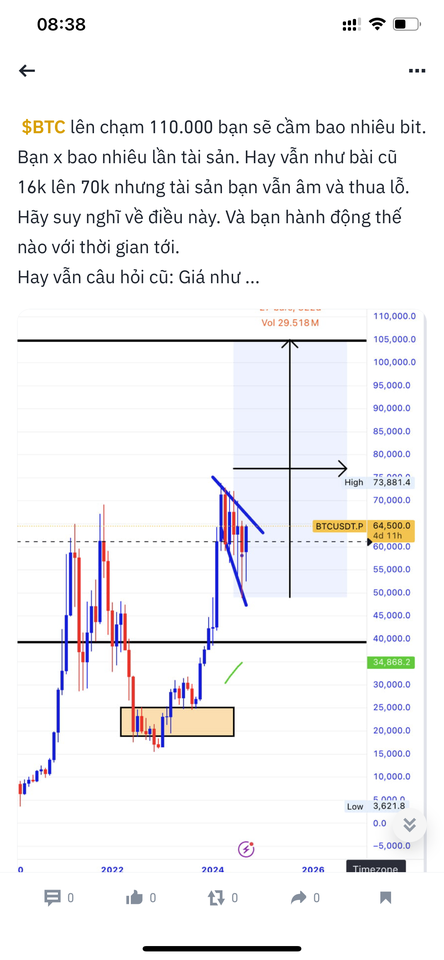 08:38
$BTC lên chạm 110.000 bạn sẽ cầm bao nhiêu bit.
Bạn x bao nhiêu lần tài sản. Hay vẫn như bài cũ
16k lên 70k nhưng tài sản bạn vẫn âm và thua lỗ.
Hãy suy nghĩ về điều này. Và bạn hành động thế
nào với thời gian tới.
Hay vẫn câu hỏi cũ: Giá như ...
Vol 29.518M
110,000.0
105,000.0
100,000.0
95,000.0
90,000.0
85,000.0
80,000.0
High 73,881.4
70,000.0
BTCUSDT.P 64,500.0
4d 11h
60,000.0
55,000.0
50,000.0
45,000.0
40,000.0
34,868.2
30,000.0
25,000.0
20,000.0
15,000.0
10,000.0
5,000.0
Low 3,621.8
0.0
−5,000.0
0 2022 2024 2026
Timezone
0 0 0 0